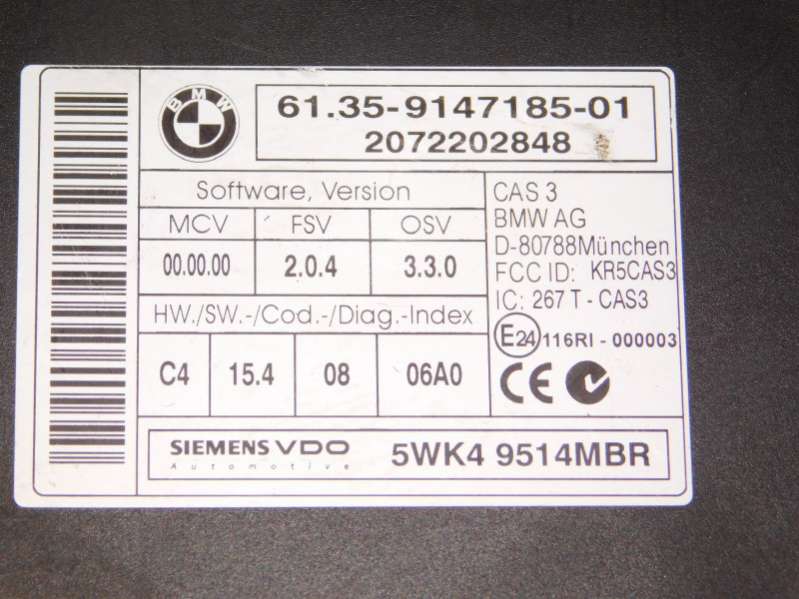 BMW
61.35-9147185-01
2072202848
Software, Version
MCV FSV OSV
00.00.00 2.0.4 3.3.0
HW./SW.-/Cod.-/Diag.-Index
C4 15.4 08 06A0
CAS 3
BMW AG
D-80788München
FCC ID: KR5CAS3
IC: 267 T - CAS3
E24 116RI - 000003
CE
SIEMENS VDO
Automotive
5WK4 9514MBR